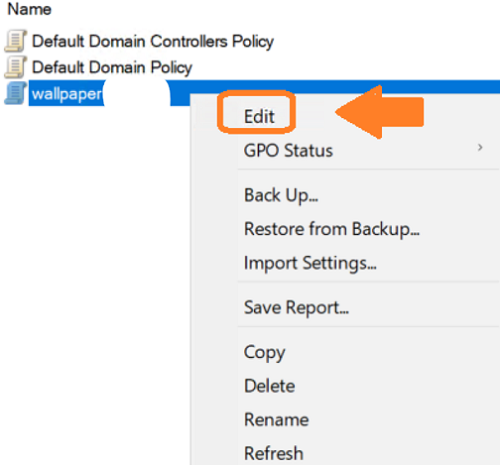 Name
Default Domain Controllers Policy
Default Domain Policy
wallpaper
Edit
GPO Status
Back Up...
Restore from Backup...
Import Settings...
Save Report...
Copy
Delete
Rename
Refresh